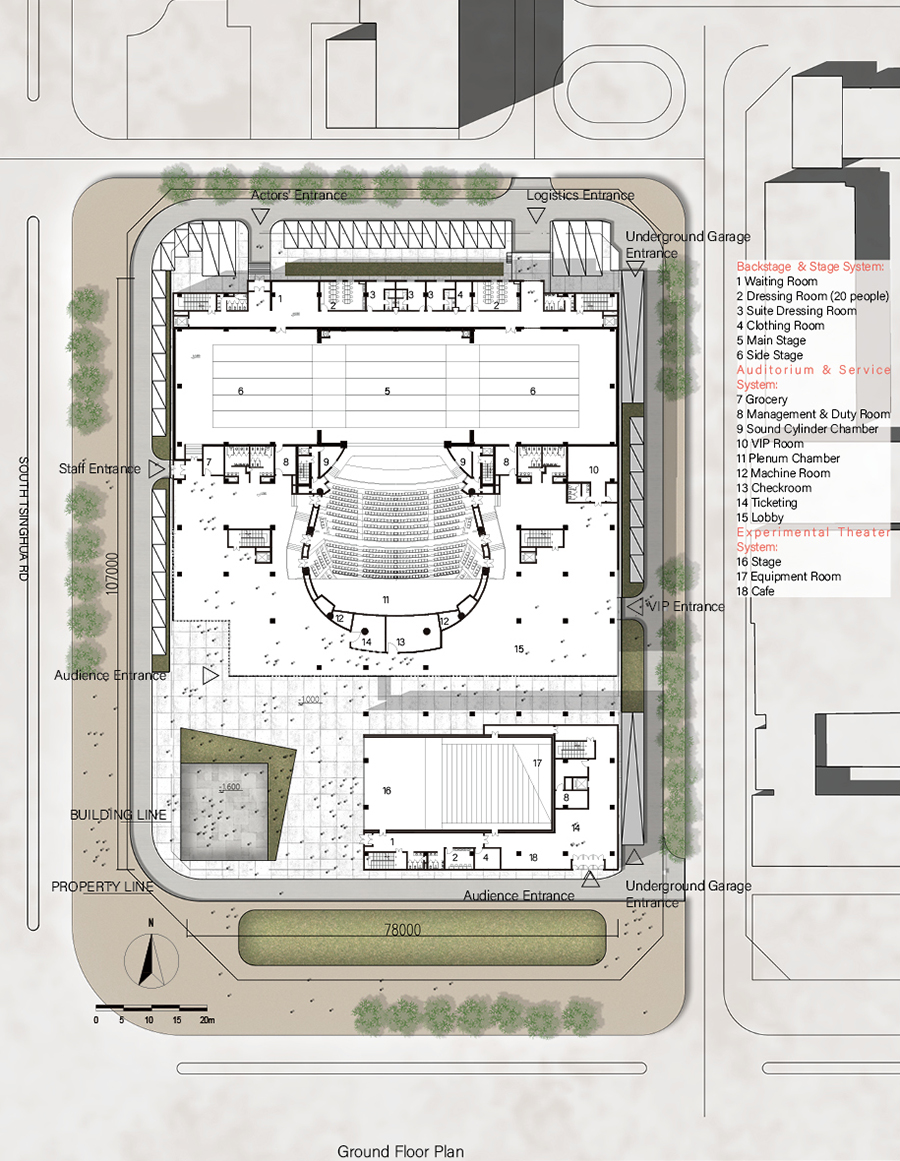 Actors' Entrance
Logistics Entrance
Underground Garage
Entrance
Backstage & Stage System:
1 Waiting Room
2 Dressing Room (20 people)
3 Suite Dressing Room
4 Clothing Room
5 Main Stage
6 Side Stage
Auditorium & Service
System:
7 Grocery
8 Management & Duty Room
9 Sound Cylinder Chamber
10 VIP Room
11 Plenum Chamber
12 Machine Room
13 Checkroom
14 Ticketing
15 Lobby
Experimental Theater
System:
16 Stage
17 Equipment Room
18 Cafe
1
2
3
3
3
4
2
6
5
6
Staff Entrance
7
8
9
9
8
10
SOUTH TSINGHUA RD
107000
11
VIP Entrance
12
12
14
13
15
Audience Entrance
-1000
17
-1.600
16
8
BUILDING LINE
14
1
2
4
18
PROPERTY LINE
Audience Entrance
Underground Garage
Entrance
N
78000
0 5 10 15 20m
Ground Floor Plan